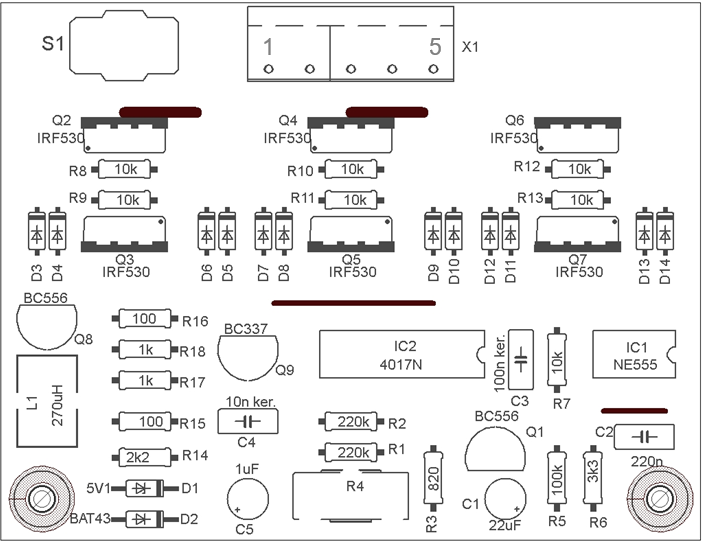 S1
1 5 X1
Q2 Q4 Q6
IRF530 IRF530 IRF530
R8 10k R10 10k R12 10k
R9 10k R11 10k R13 10k
Q3 Q5 Q7
IRF530 IRF530 IRF530
D3 D4 D6 D5 D7 D8 D9 D10 D12 D11 D13 D14
BC556
Q8
100 R16
1k R18
1k R17
100 R15
2k2 R14
BC337
Q9
IC2
4017N
100n ker.
C3
10k
R7
IC1
NE555
L1
270uH
10n ker.
C4
220k R2
220k R1
BC556
Q1
C2
220n
5V1 D1
BAT43 D2
1uF
C5
R4
820
R3
C1
22uF
100k
R5
3k3
R6